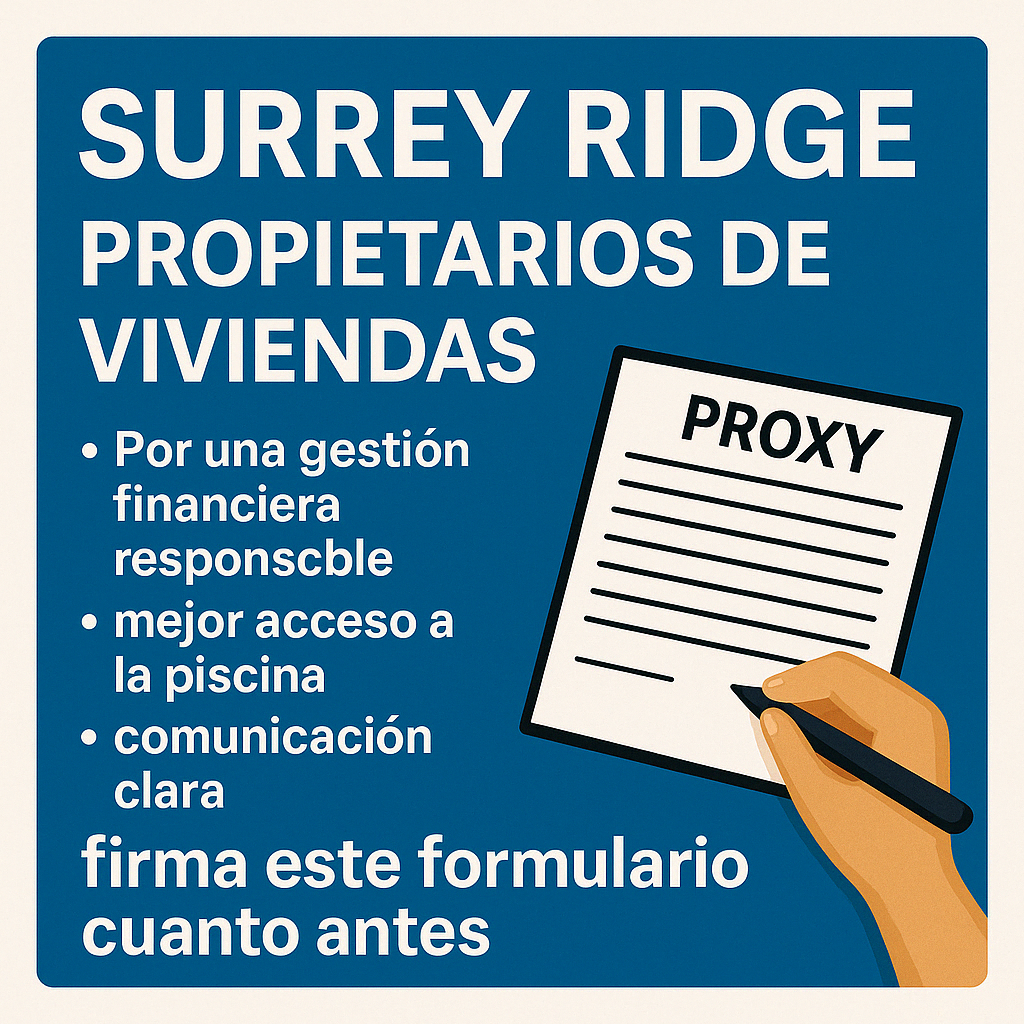 SURREY RIDGE
PROPIETARIOS DE
VIVIENDAS
• Por una gestión
financiera
responscble
• mejor acceso a
la piscina
• comunicación
clara
firma este formulario
cuanto antes
PROXY